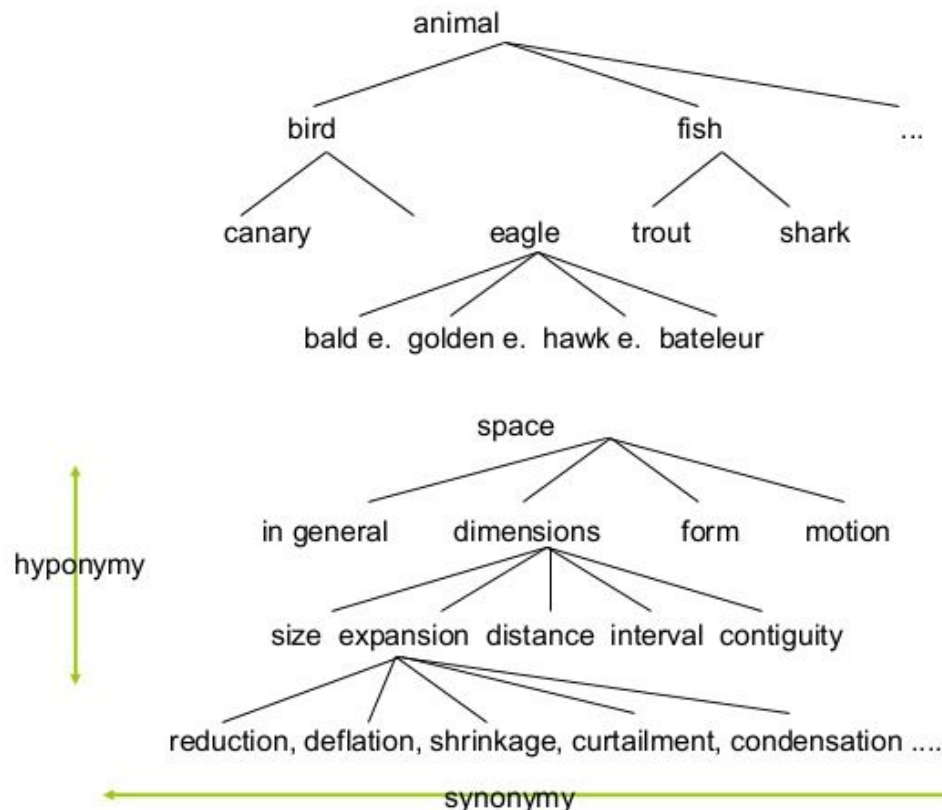 animal
bird fish ...
canary eagle trout shark
bald e. golden e. hawk e. bateleur
space
in general dimensions form motion
hyponymy
size expansion distance interval contiguity
reduction, deflation, shrinkage, curtailment, condensation ....
synonymy